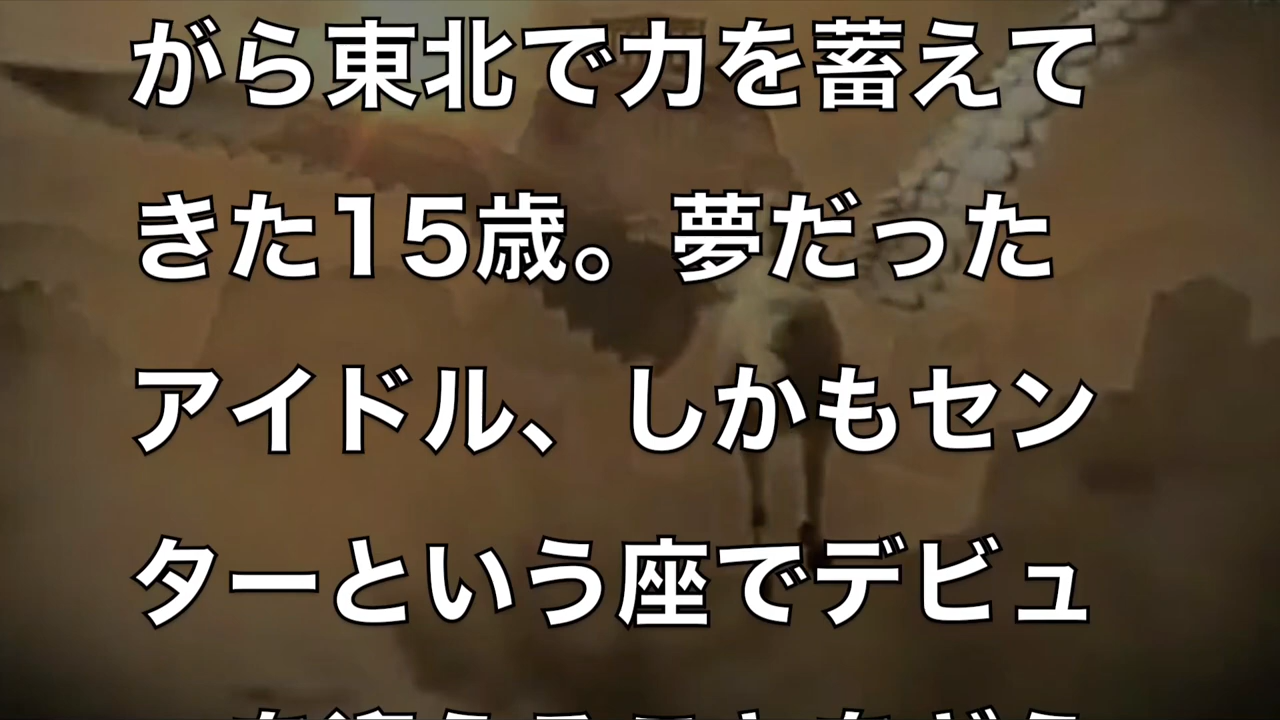 がら東北で力を蓄えて
きた15歳。夢だった
アイドル、しかもセン
ターという座でデビュ